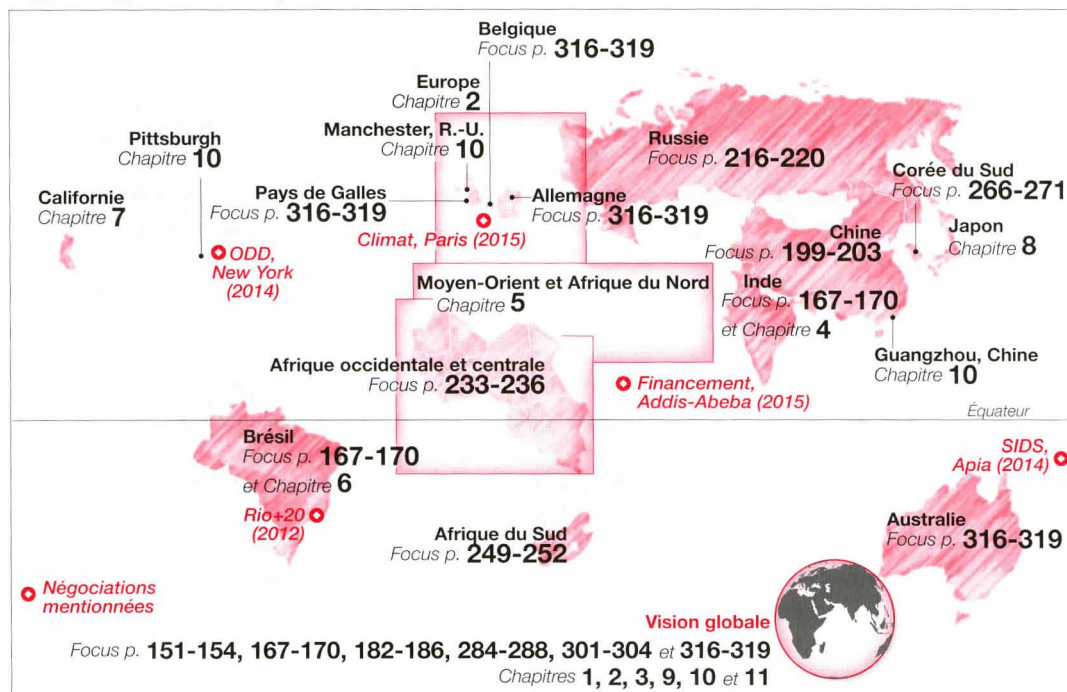 Belgique
Focus p. 316-319
Europe
Chapitre 2
Manchester, R.-U.
Chapitre 10
Pittsburgh
Chapitre 10
Californie
Chapitre 7
Pays de Galles
Focus p. 316-319
Allemagne
Focus p. 316-319
Climat, Paris (2015)
ODD,
New York
(2014)
Russie
Focus p. 216-220
Corée du Sud
Focus p. 266-271
Japon
Chapitre 8
Chine
Focus p. 199-203
Inde
Focus p. 167-170
et Chapitre 4
Moyen-Orient et Afrique du Nord
Chapitre 5
Guangzhou, Chine
Chapitre 10
Afrique occidentale et centrale
Focus p. 233-236
Financement,
Addis-Abeba (2015)
Équateur
Brésil
Focus p. 167-170
et Chapitre 6
Rio+20
(2012)
SIDS,
Apia (2014)
Afrique du Sud
Focus p. 249-252
Australie
Focus p. 316-319
Négociations
mentionnées
Vision globale
Focus p. 151-154, 167-170, 182-186, 284-288, 301-304 et 316-319
Chapitres 1, 2, 3, 9, 10 et 11